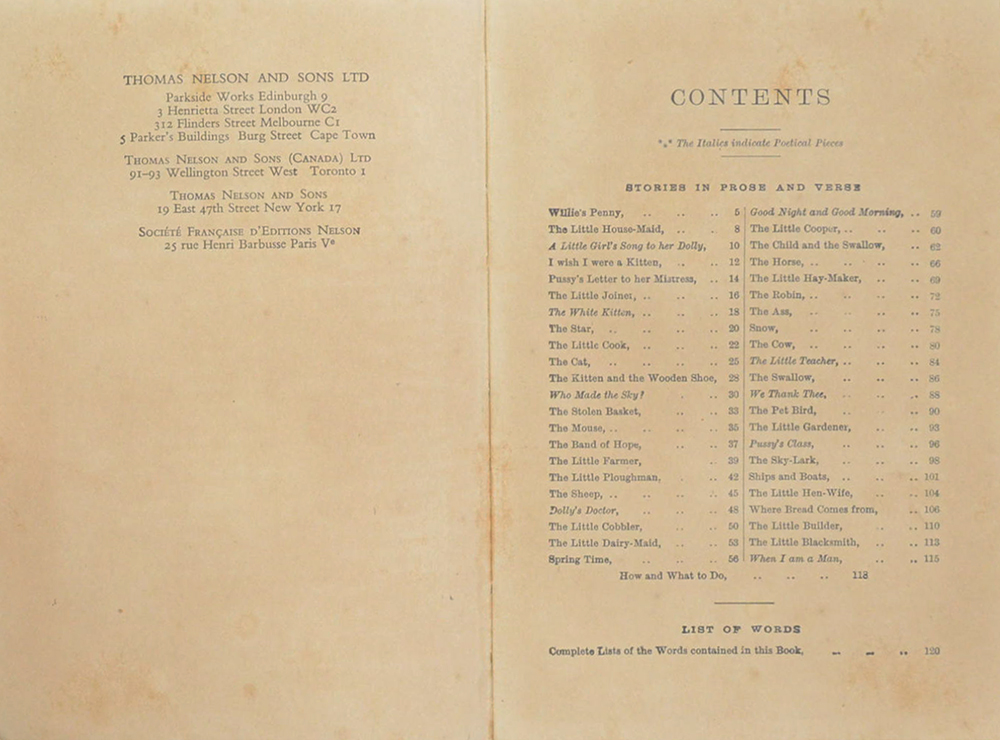 THOMAS NELSON AND SONS LTD
Parkside Works Edinburgh 9
3 Henrietta Street London WC2
312 Flinders Street Melbourne C1
5 Parker's Buildings Burg Street Cape Town
THOMAS NELSON AND SONS (CANADA) LTD
91–93 Wellington Street West Toronto 1
THOMAS NELSON AND SONS
19 East 47th Street New York 17
SOCIÉTÉ FRANÇAISE D'EDITIONS NELSON
25 rue Henri Barbusse Paris Ve
CONTENTS
*** The Italics indicate Poetical Pieces
STORIES IN PROSE AND VERSE
Willie's Penny, .. .. .. 5
The Little House-Maid, .. .. 8
A Little Girl's Song to her Dolly, 10
I wish I were a Kitten, .. .. 12
Pussy's Letter to her Mistress, .. 14
The Little Joiner, .. .. .. 16
The White Kitten, .. .. .. 18
The Star, .. .. .. .. 20
The Little Cook, .. .. .. 22
The Cat, .. .. .. .. 25
The Kitten and the Wooden Shoe, 28
Who Made the Sky? .. .. 30
The Stolen Basket, .. .. 33
The Mouse, .. .. .. .. 35
The Band of Hope, .. .. 37
The Little Farmer, .. 39
The Little Ploughman, .. .. 42
The Sheep, .. .. .. .. 45
Dolly's Doctor, .. .. .. 48
The Little Cobbler, .. .. 50
The Little Dairy-Maid, .. .. 53
Spring Time, .. .. .. 56
Good Night and Good Morning, .. 59
The Little Cooper, .. .. .. 60
The Child and the Swallow, .. 62
The Horse, .. .. .. .. 66
The Little Hay-Maker, .. .. 69
The Robin, .. .. .. .. 72
The Ass, .. .. .. .. 75
Snow, .. .. .. .. 78
The Cow, .. .. .. .. 80
The Little Teacher, .. .. .. 84
The Swallow, .. .. .. 86
We Thank Thee, .. .. .. 88
The Pet Bird, .. .. .. 90
The Little Gardener, .. .. 93
Pussy's Class, .. .. .. 96
The Sky-Lark, .. .. .. 98
Ships and Boats, .. .. .. 101
The Little Hen-Wife, .. .. 104
Where Bread Comes from, .. 106
The Little Builder, .. .. 110
The Little Blacksmith, .. .. 113
When I am a Man, .. .. 115
How and What to Do, .. .. .. 118
LIST OF WORDS
Complete Lists of the Words contained in this Book, .. .. .. 120